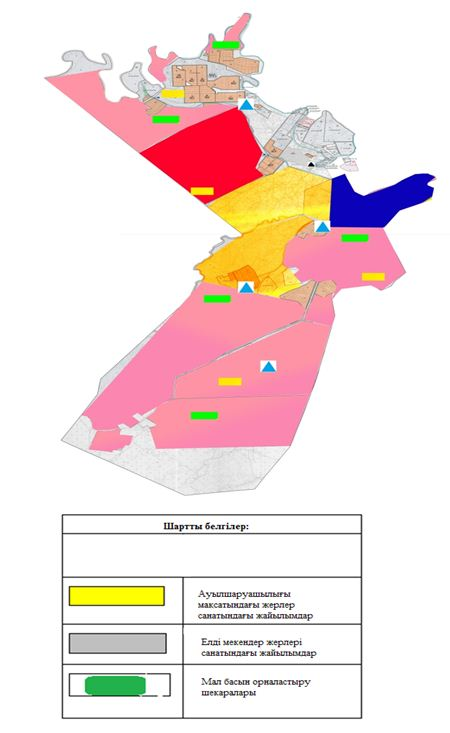 Шартты белгілер:
Ауылшаруашылығы
мақсатындағы жерлер
санатындағы жайылымдар
Елді мекендер жерлері
санатындағы жайылымдар
Мал басын орналастыру
шекаралары